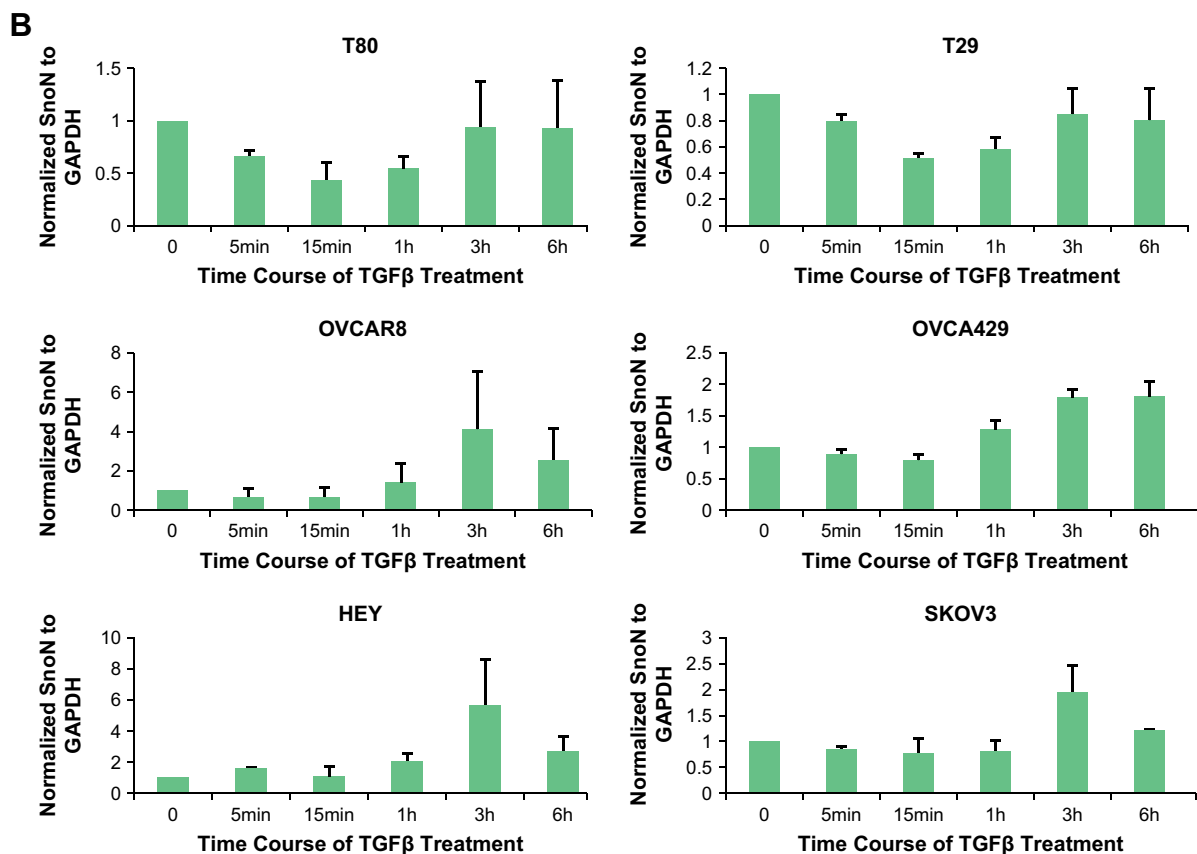 B
T80
Normalized SnoN to
GAPDH
1.5
1
0.5
0
0 5min 15min 1h 3h 6h
Time Course of TGFβ Treatment
T29
Normalized SnoN to
GAPDH
1.2
1
0.8
0.6
0.4
0.2
0
0 5min 15min 1h 3h 6h
Time Course of TGFβ Treatment
OVCAR8
Normalized SnoN to
GAPDH
8
6
4
2
0
0 5min 15min 1h 3h 6h
Time Course of TGFβ Treatment
OVCA429
Normalized SnoN to
GAPDH
2.5
2
1.5
1
0.5
0
0 5min 15min 1h 3h 6h
Time Course of TGFβ Treatment
HEY
Normalized SnoN to
GAPDH
10
8
6
4
2
0
0 5min 15min 1h 3h 6h
Time Course of TGFβ Treatment
SKOV3
Normalized SnoN to
GAPDH
3
2.5
2
1.5
1
0.5
0
0 5min 15min 1h 3h 6h
Time Course of TGFβ Treatment